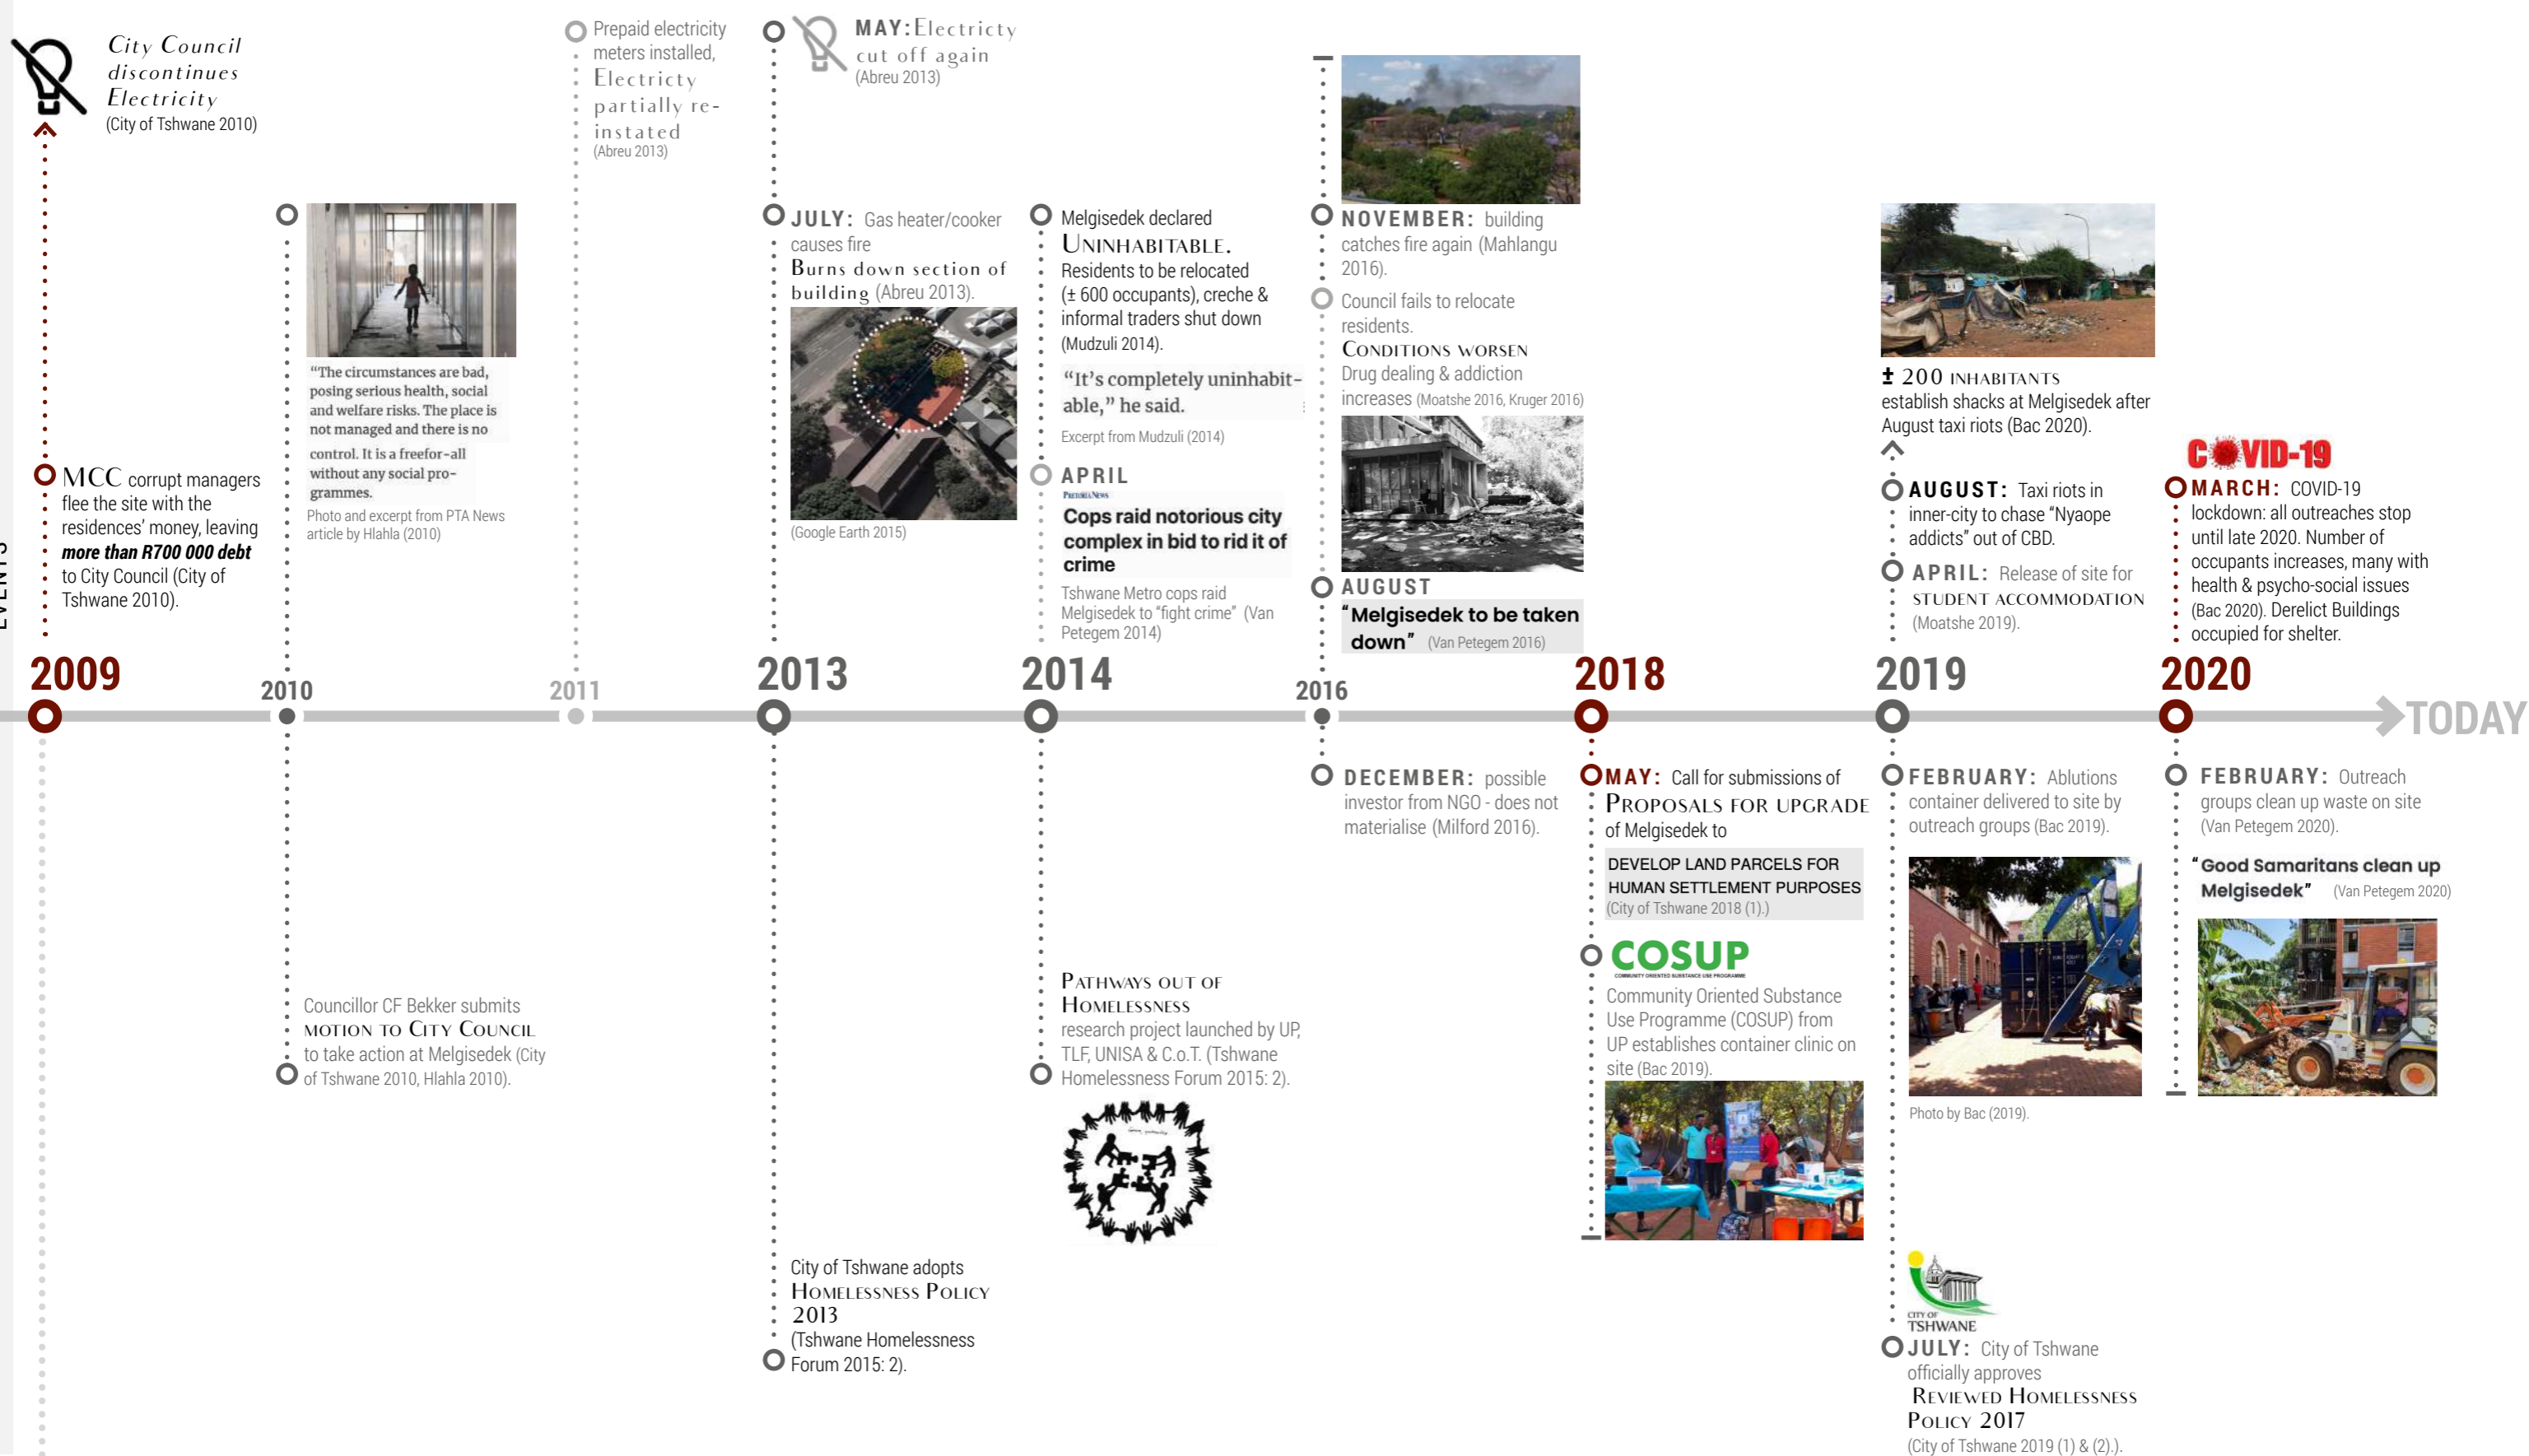 City Council
discontinues
Electricity
(City of Tshwane 2010)
MCC corrupt managers
flee the site with the
residences' money, leaving
more than R700 000 debt
to City Council (City of
Tshwane 2010).
EVENTS
2009
"The circumstances are bad,
posing serious health, social
and welfare risks. The place is
not managed and there is no
control. It is a freefor-all
without any social pro-
grammes.
Photo and excerpt from PTA News
article by Hlahla (2010)
2010
Councillor CF Bekker submits
MOTION TO CITY COUNCIL
to take action at Melgisedek (City
of Tshwane 2010, Hlahla 2010).
Prepaid electricity
meters installed,
Electricty
partially re-
instated
(Abreu 2013)
2011
MAY: Electricty
cut off again
(Abreu 2013)
JULY: Gas heater/cooker
causes fire
Burns down section of
building (Abreu 2013).
(Google Earth 2015)
2013
City of Tshwane adopts
HOMELESSNESS POLICY
2013
(Tshwane Homelessness
Forum 2015: 2).
Melgisedek declared
UNINHABITABLE.
Residents to be relocated
(± 600 occupants), creche &
informal traders shut down
(Mudzuli 2014).
"It's completely uninhabit-
able," he said.
Excerpt from Mudzuli (2014)
APRIL
PRETORIA NEWS
Cops raid notorious city
complex in bid to rid it of
crime
Tshwane Metro cops raid
Melgisedek to "fight crime" (Van
Petegem 2014)
2014
PATHWAYS OUT OF
HOMELESSNESS
research project launched by UP,
TLF, UNISA & C.o.T. (Tshwane
Homelessness Forum 2015: 2).
NOVEMBER: building
catches fire again (Mahlangu
2016).
Council fails to relocate
residents.
CONDITIONS WORSEN
Drug dealing & addiction
increases (Moatshe 2016, Kruger 2016)
AUGUST
"Melgisedek to be taken
down" (Van Petegem 2016)
2016
DECEMBER: possible
investor from NGO - does not
materialise (Milford 2016).
2018
MAY: Call for submissions of
PROPOSALS FOR UPGRADE
of Melgisedek to
DEVELOP LAND PARCELS FOR
HUMAN SETTLEMENT PURPOSES
(City of Tshwane 2018 (1).)
COSUP
COMMUNITY ORIENTED SUBSTANCE USE PROGRAMME
Community Oriented Substance
Use Programme (COSUP) from
UP establishes container clinic on
site (Bac 2019).
± 200 INHABITANTS
establish shacks at Melgisedek after
August taxi riots (Bac 2020).
AUGUST: Taxi riots in
inner-city to chase "Nyaope
addicts" out of CBD.
APRIL: Release of site for
STUDENT ACCOMMODATION
(Moatshe 2019).
2019
FEBRUARY: Ablutions
container delivered to site by
outreach groups (Bac 2019).
Photo by Bac (2019).
CITY OF
TSHWANE
JULY: City of Tshwane
officially approves
REVIEWED HOMELESSNESS
POLICY 2017
(City of Tshwane 2019 (1) & (2).).
COVID-19
MARCH: COVID-19
lockdown: all outreaches stop
until late 2020. Number of
occupants increases, many with
health & psycho-social issues
(Bac 2020). Derelict Buildings
occupied for shelter.
2020
FEBRUARY: Outreach
groups clean up waste on site
(Van Petegem 2020).
"Good Samaritans clean up
Melgisedek" (Van Petegem 2020)
TODAY